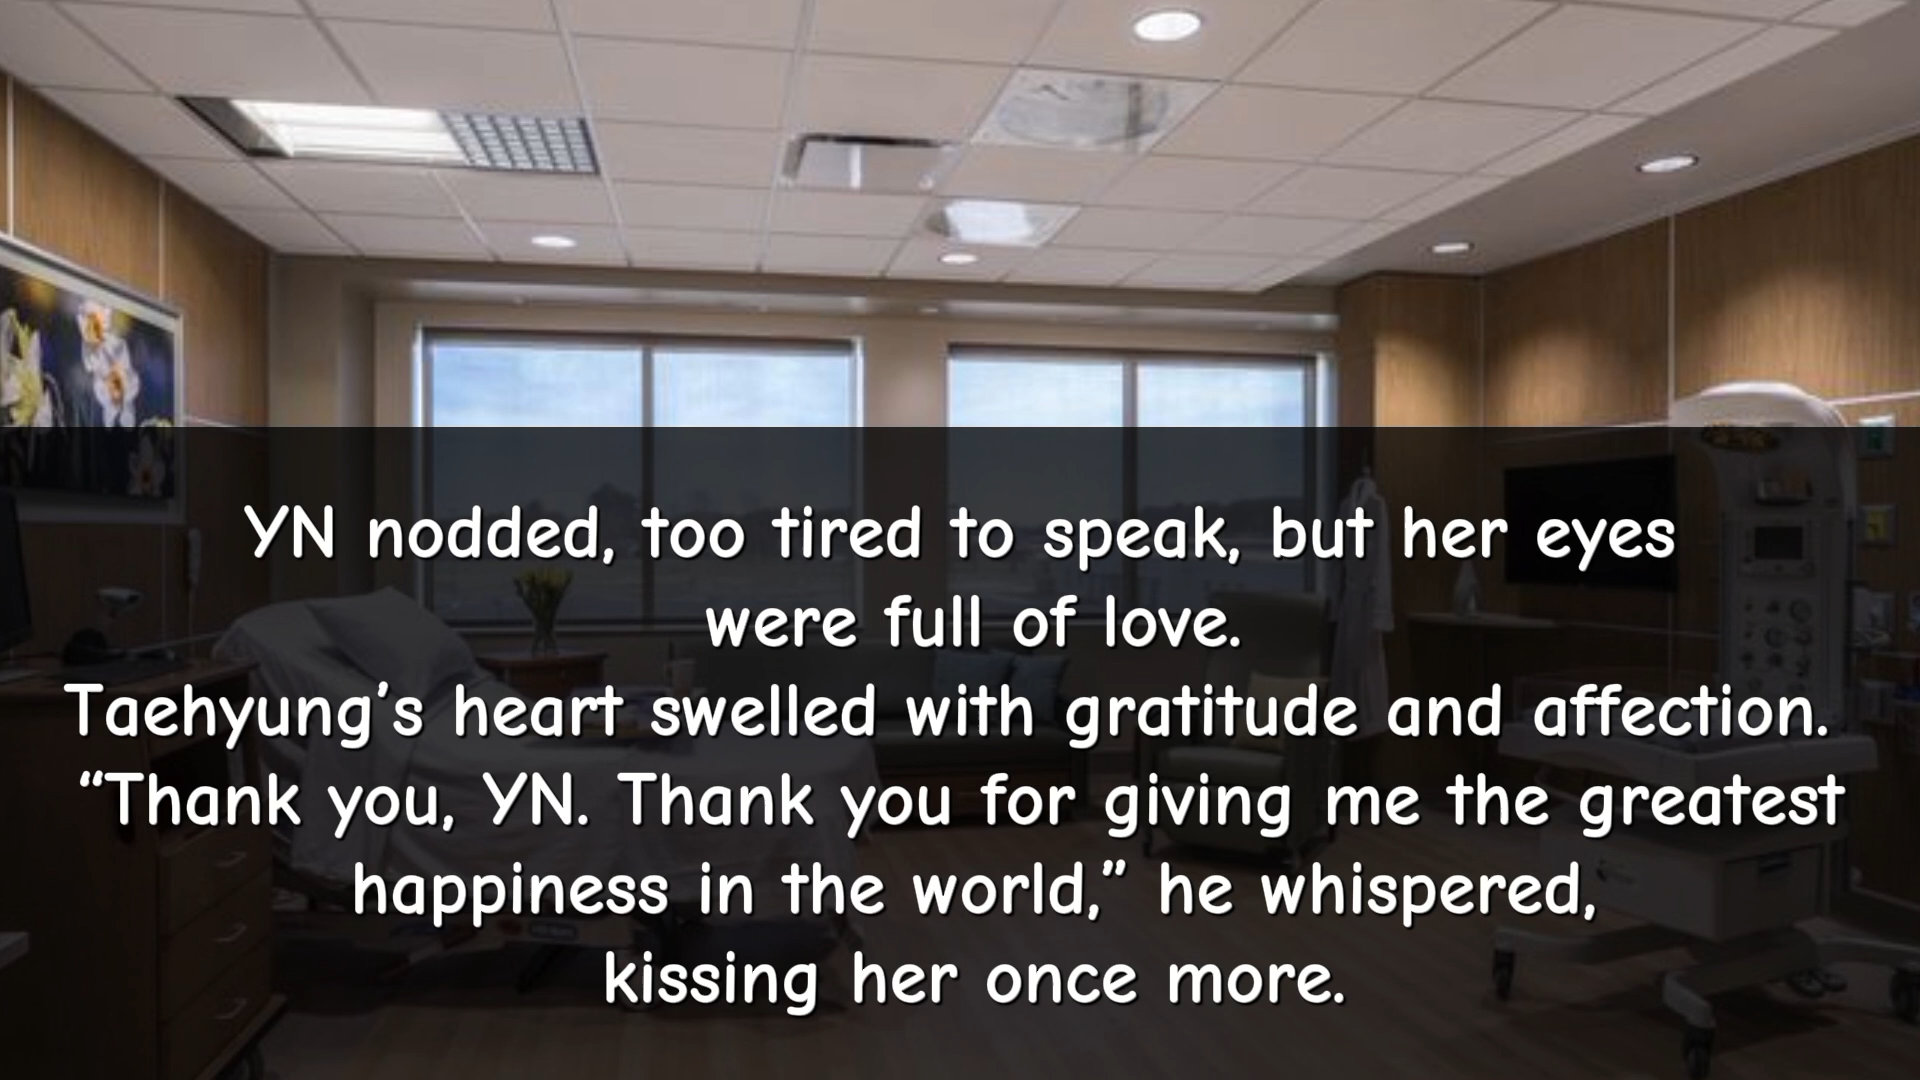 YN nodded, too tired to speak, but her eyes
were full of love.
Taehyung’s heart swelled with gratitude and affection.
“Thank you, YN. Thank you for giving me the greatest
happiness in the world,” he whispered,
kissing her once more.